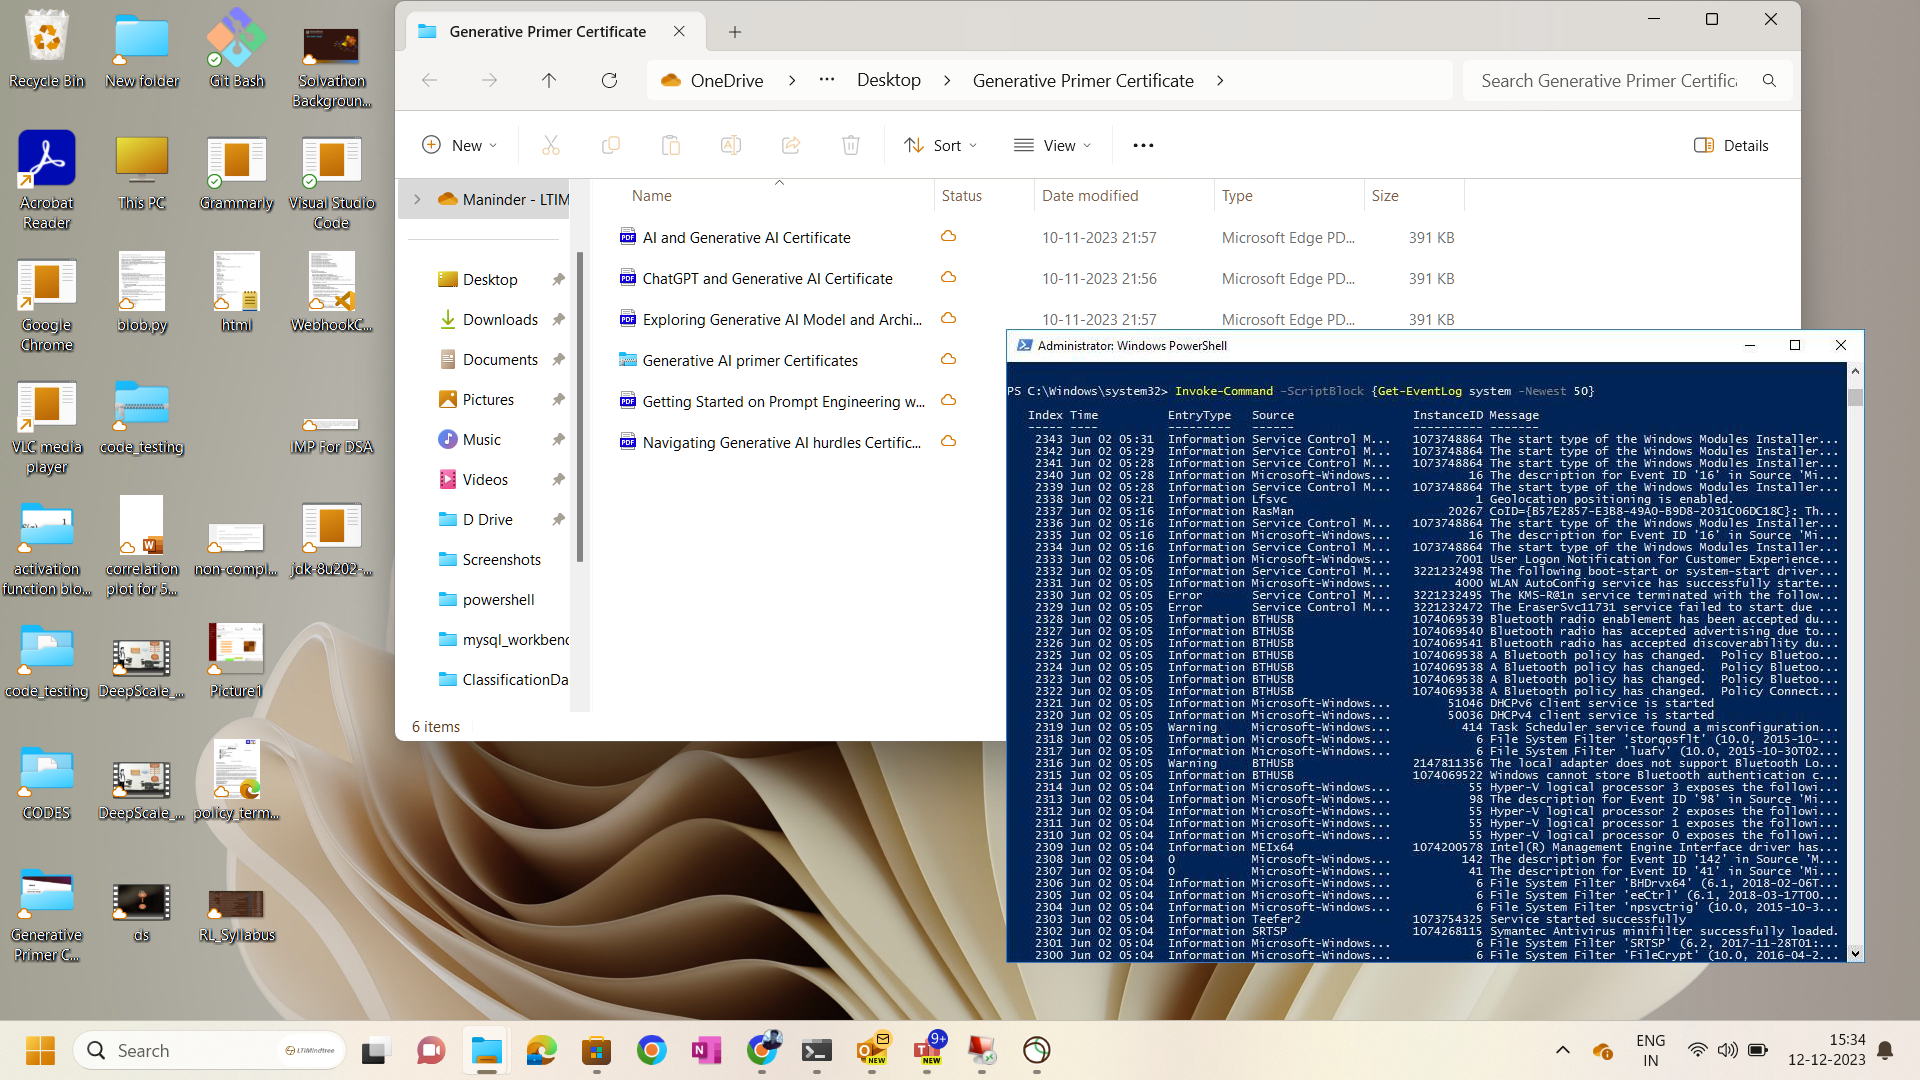 Recycle Bin
New folder
Git Bash
Solvathon
Backgroun...
Acrobat
Reader
This PC
Grammarly
Visual Studio
Code
Google
Chrome
blob.py
html
WebhookC...
VLC media
player
code_testing
IMP For DSA
activation
function blo...
correlation
plot for 5...
non-compl...
jdk-8u202-...
code_testing
DeepScale_...
Picture1
CODES
DeepScale_...
policy_term...
Generative
Primer C...
ds
RL_Syllabus
Generative Primer Certificate
OneDrive > ... Desktop > Generative Primer Certificate >
Search Generative Primer Certific
New
Sort
View
Details
Maninder - LTIM
Desktop
Downloads
Documents
Pictures
Music
Videos
D Drive
Screenshots
powershell
mysql_workbenc
ClassificationDa
Name Status Date modified Type Size
AI and Generative AI Certificate 10-11-2023 21:57 Microsoft Edge PD... 391 KB
ChatGPT and Generative AI Certificate 10-11-2023 21:56 Microsoft Edge PD... 391 KB
Exploring Generative AI Model and Archi... 10-11-2023 21:57 Microsoft Edge PD... 391 KB
Generative AI primer Certificates
Getting Started on Prompt Engineering w...
Navigating Generative AI hurdles Certific...
6 items
Administrator: Windows PowerShell
PS C:\Windows\system32> Invoke-Command -ScriptBlock {Get-EventLog system -Newest 50}
Index Time EntryType Source InstanceID Message
----- ---- --------- ------ ---------- -------
2343 Jun 02 05:31 Information Service Control M... 1073748864 The start type of the Windows Modules Installer...
2342 Jun 02 05:29 Information Service Control M... 1073748864 The start type of the Windows Modules Installer...
2341 Jun 02 05:28 Information Service Control M... 1073748864 The start type of the Windows Modules Installer...
2340 Jun 02 05:28 Information Microsoft-Windows... 16 The description for Event ID '16' in Source 'Mi...
2339 Jun 02 05:28 Information Service Control M... 1073748864 The start type of the Windows Modules Installer...
2338 Jun 02 05:21 Information Lfsvc 1 Geolocation positioning is enabled.
2337 Jun 02 05:16 Information RasMan 20267 CoID={B57E2857-E3B8-49A0-B9D8-2031C06DC18C}: Th...
2336 Jun 02 05:16 Information Service Control M... 1073748864 The start type of the Windows Modules Installer...
2335 Jun 02 05:16 Information Microsoft-Windows... 16 The description for Event ID '16' in Source 'Mi...
2334 Jun 02 05:16 Information Service Control M... 1073748864 The start type of the Windows Modules Installer...
2333 Jun 02 05:06 Information Microsoft-Windows... 7001 User Logon Notification for Customer Experience...
2332 Jun 02 05:05 Information Service Control M... 3221232498 The following boot-start or system-start driver...
2331 Jun 02 05:05 Information Microsoft-Windows... 4000 WLAN AutoConfig service has successfully starte...
2330 Jun 02 05:05 Error Service Control M... 3221232495 The KMS-R@1n service terminated with the follow...
2329 Jun 02 05:05 Error Service Control M... 3221232472 The EraserSvc11731 service failed to start due ...
2328 Jun 02 05:05 Information BTHUSB 1074069539 Bluetooth radio enablement has been accepted du...
2327 Jun 02 05:05 Information BTHUSB 1074069540 Bluetooth radio has accepted advertising due to...
2326 Jun 02 05:05 Information BTHUSB 1074069541 Bluetooth radio has accepted discoverability du...
2325 Jun 02 05:05 Information BTHUSB 1074069538 A Bluetooth policy has changed. Policy Bluetoo...
2324 Jun 02 05:05 Information BTHUSB 1074069538 A Bluetooth policy has changed. Policy Bluetoo...
2323 Jun 02 05:05 Information BTHUSB 1074069538 A Bluetooth policy has changed. Policy Bluetoo...
2322 Jun 02 05:05 Information BTHUSB 1074069538 A Bluetooth policy has changed. Policy Connect...
2321 Jun 02 05:05 Information Microsoft-Windows... 51046 DHCPv6 client service is started
2320 Jun 02 05:05 Information Microsoft-Windows... 50036 DHCPv4 client service is started
2319 Jun 02 05:05 Warning Microsoft-Windows... 414 Task Scheduler service found a misconfiguration...
2318 Jun 02 05:05 Information Microsoft-Windows... 6 File System Filter 'storqosflt' (10.0, 2015-10-...
2317 Jun 02 05:05 Information Microsoft-Windows... 6 File System Filter 'luafv' (10.0, 2015-10-30T02...
2316 Jun 02 05:05 Warning BTHUSB 2147811356 The local adapter does not support Bluetooth Lo...
2315 Jun 02 05:05 Information BTHUSB 1074069522 Windows cannot store Bluetooth authentication c...
2314 Jun 02 05:04 Information Microsoft-Windows... 55 Hyper-V logical processor 3 exposes the followi...
2313 Jun 02 05:04 Information Microsoft-Windows... 98 The description for Event ID '98' in Source 'Mi...
2312 Jun 02 05:04 Information Microsoft-Windows... 55 Hyper-V logical processor 2 exposes the followi...
2311 Jun 02 05:04 Information Microsoft-Windows... 55 Hyper-V logical processor 1 exposes the followi...
2310 Jun 02 05:04 Information Microsoft-Windows... 55 Hyper-V logical processor 0 exposes the followi...
2309 Jun 02 05:04 Information MEIx64 1074200578 Intel(R) Management Engine Interface driver has...
2308 Jun 02 05:04 0 Microsoft-Windows... 142 The description for Event ID '142' in Source 'M...
2307 Jun 02 05:04 0 Microsoft-Windows... 41 The description for Event ID '41' in Source 'Mi...
2306 Jun 02 05:04 Information Microsoft-Windows... 6 File System Filter 'BHDrvx64' (6.1, 2018-02-06T...
2305 Jun 02 05:04 Information Microsoft-Windows... 6 File System Filter 'eeCtrl' (6.1, 2018-03-17T00...
2304 Jun 02 05:04 Information Microsoft-Windows... 6 File System Filter 'npsvctrig' (10.0, 2015-10-3...
2303 Jun 02 05:04 Information Teefer2 1073754325 Service started successfully
2302 Jun 02 05:04 Information SRTSP 1074268115 Symantec Antivirus minifilter successfully loaded.
2301 Jun 02 05:04 Information Microsoft-Windows... 6 File System Filter 'SRTSP' (6.2, 2017-11-28T01:...
2300 Jun 02 05:04 Information Microsoft-Windows... 6 File System Filter 'FileCrypt' (10.0, 2016-04-2...
Search
LTIMindtree
NEW
9+
NEW
ENG
IN
15:34
12-12-2023